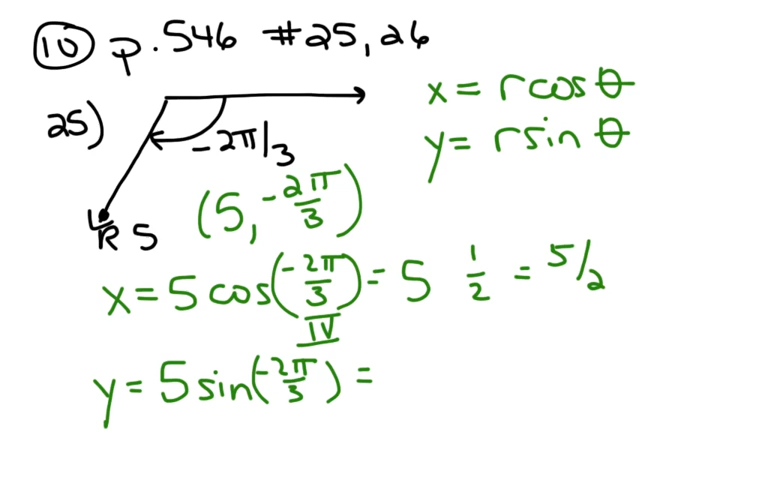 10 p.546 #25,26
x = r cos θ
25)
y = r sin θ
-2π/3
(5, -2π/3)
5
x = 5 cos(-2π/3) = 5 1/2 = 5/2
IV
y = 5 sin(-2π/3) =